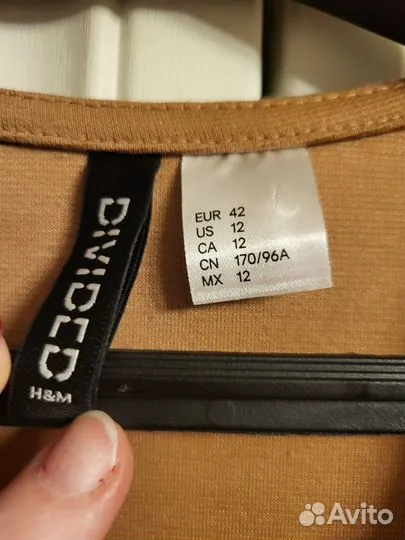 DIVIDED
H&M
EUR 42
US 12
CA 12
CN 170/96A
MX 12
Avito